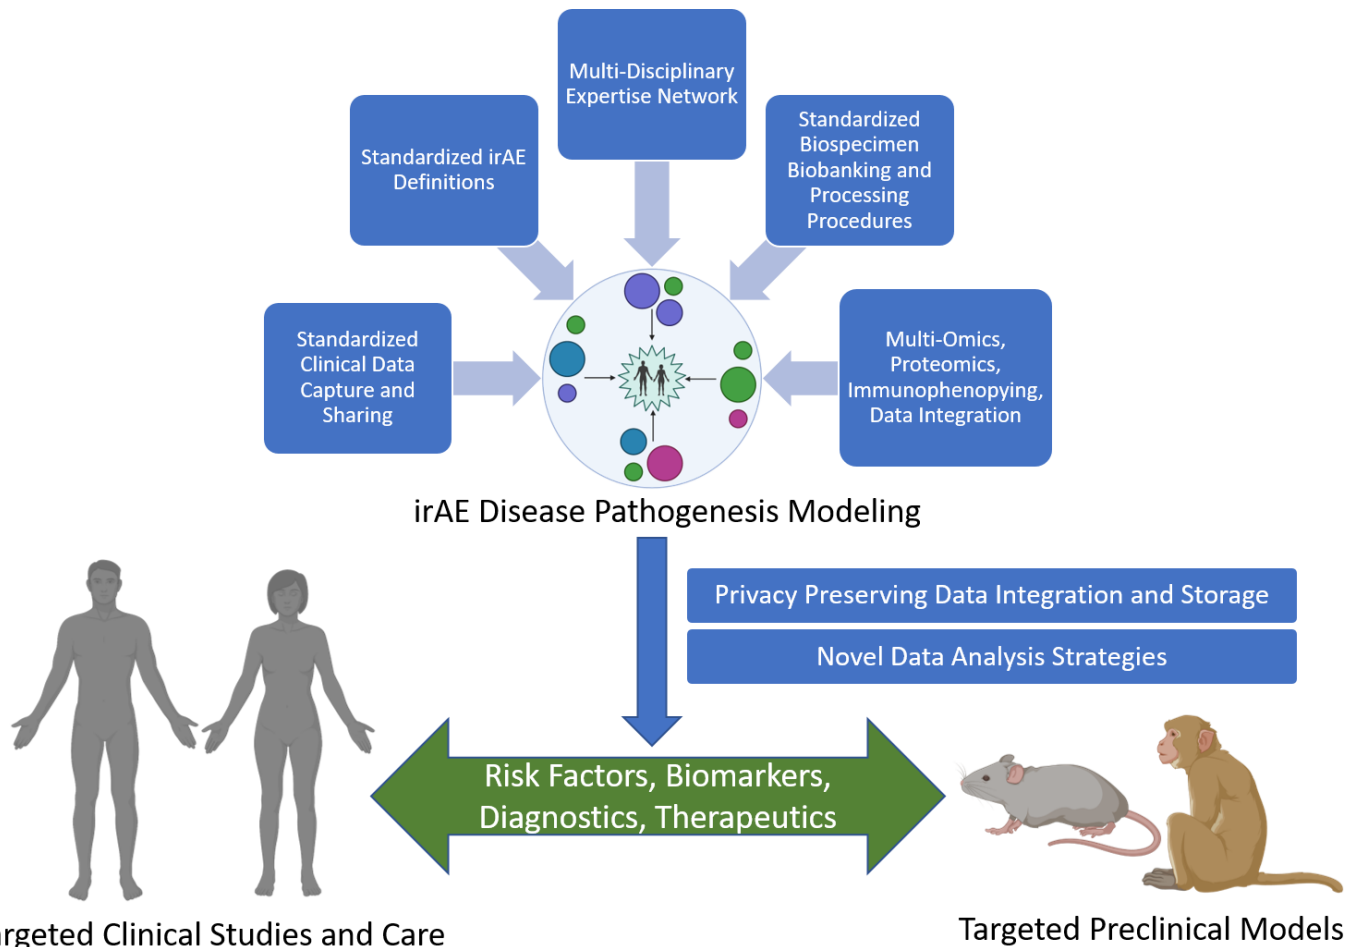 Multi-Disciplinary
Expertise Network
Standardized irAE
Definitions
Standardized
Biospecimen
Biobanking and
Processing
Procedures
Standardized
Clinical Data
Capture and
Sharing
Multi-Omics,
Proteomics,
Immunophenopying,
Data Integration
irAE Disease Pathogenesis Modeling
Privacy Preserving Data Integration and Storage
Novel Data Analysis Strategies
Risk Factors, Biomarkers,
Diagnostics, Therapeutics
argeted Clinical Studies and Care
Targeted Preclinical Models